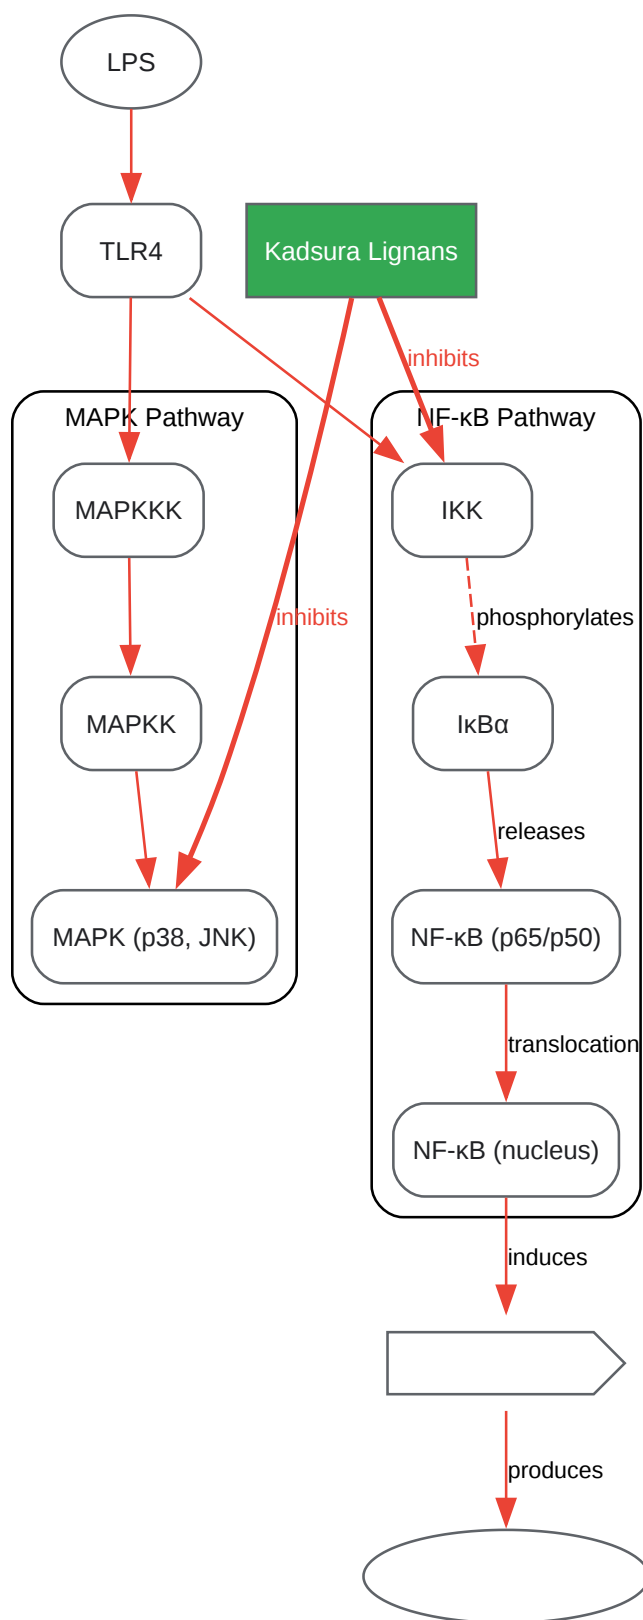 LPS
TLR4
Kadsura Lignans
inhibits
MAPK Pathway
NF-κB Pathway
MAPKKK
IKK
inhibits
phosphorylates
MAPKK
IκBα
releases
MAPK (p38, JNK)
NF-κB (p65/p50)
translocation
NF-κB (nucleus)
induces
produces